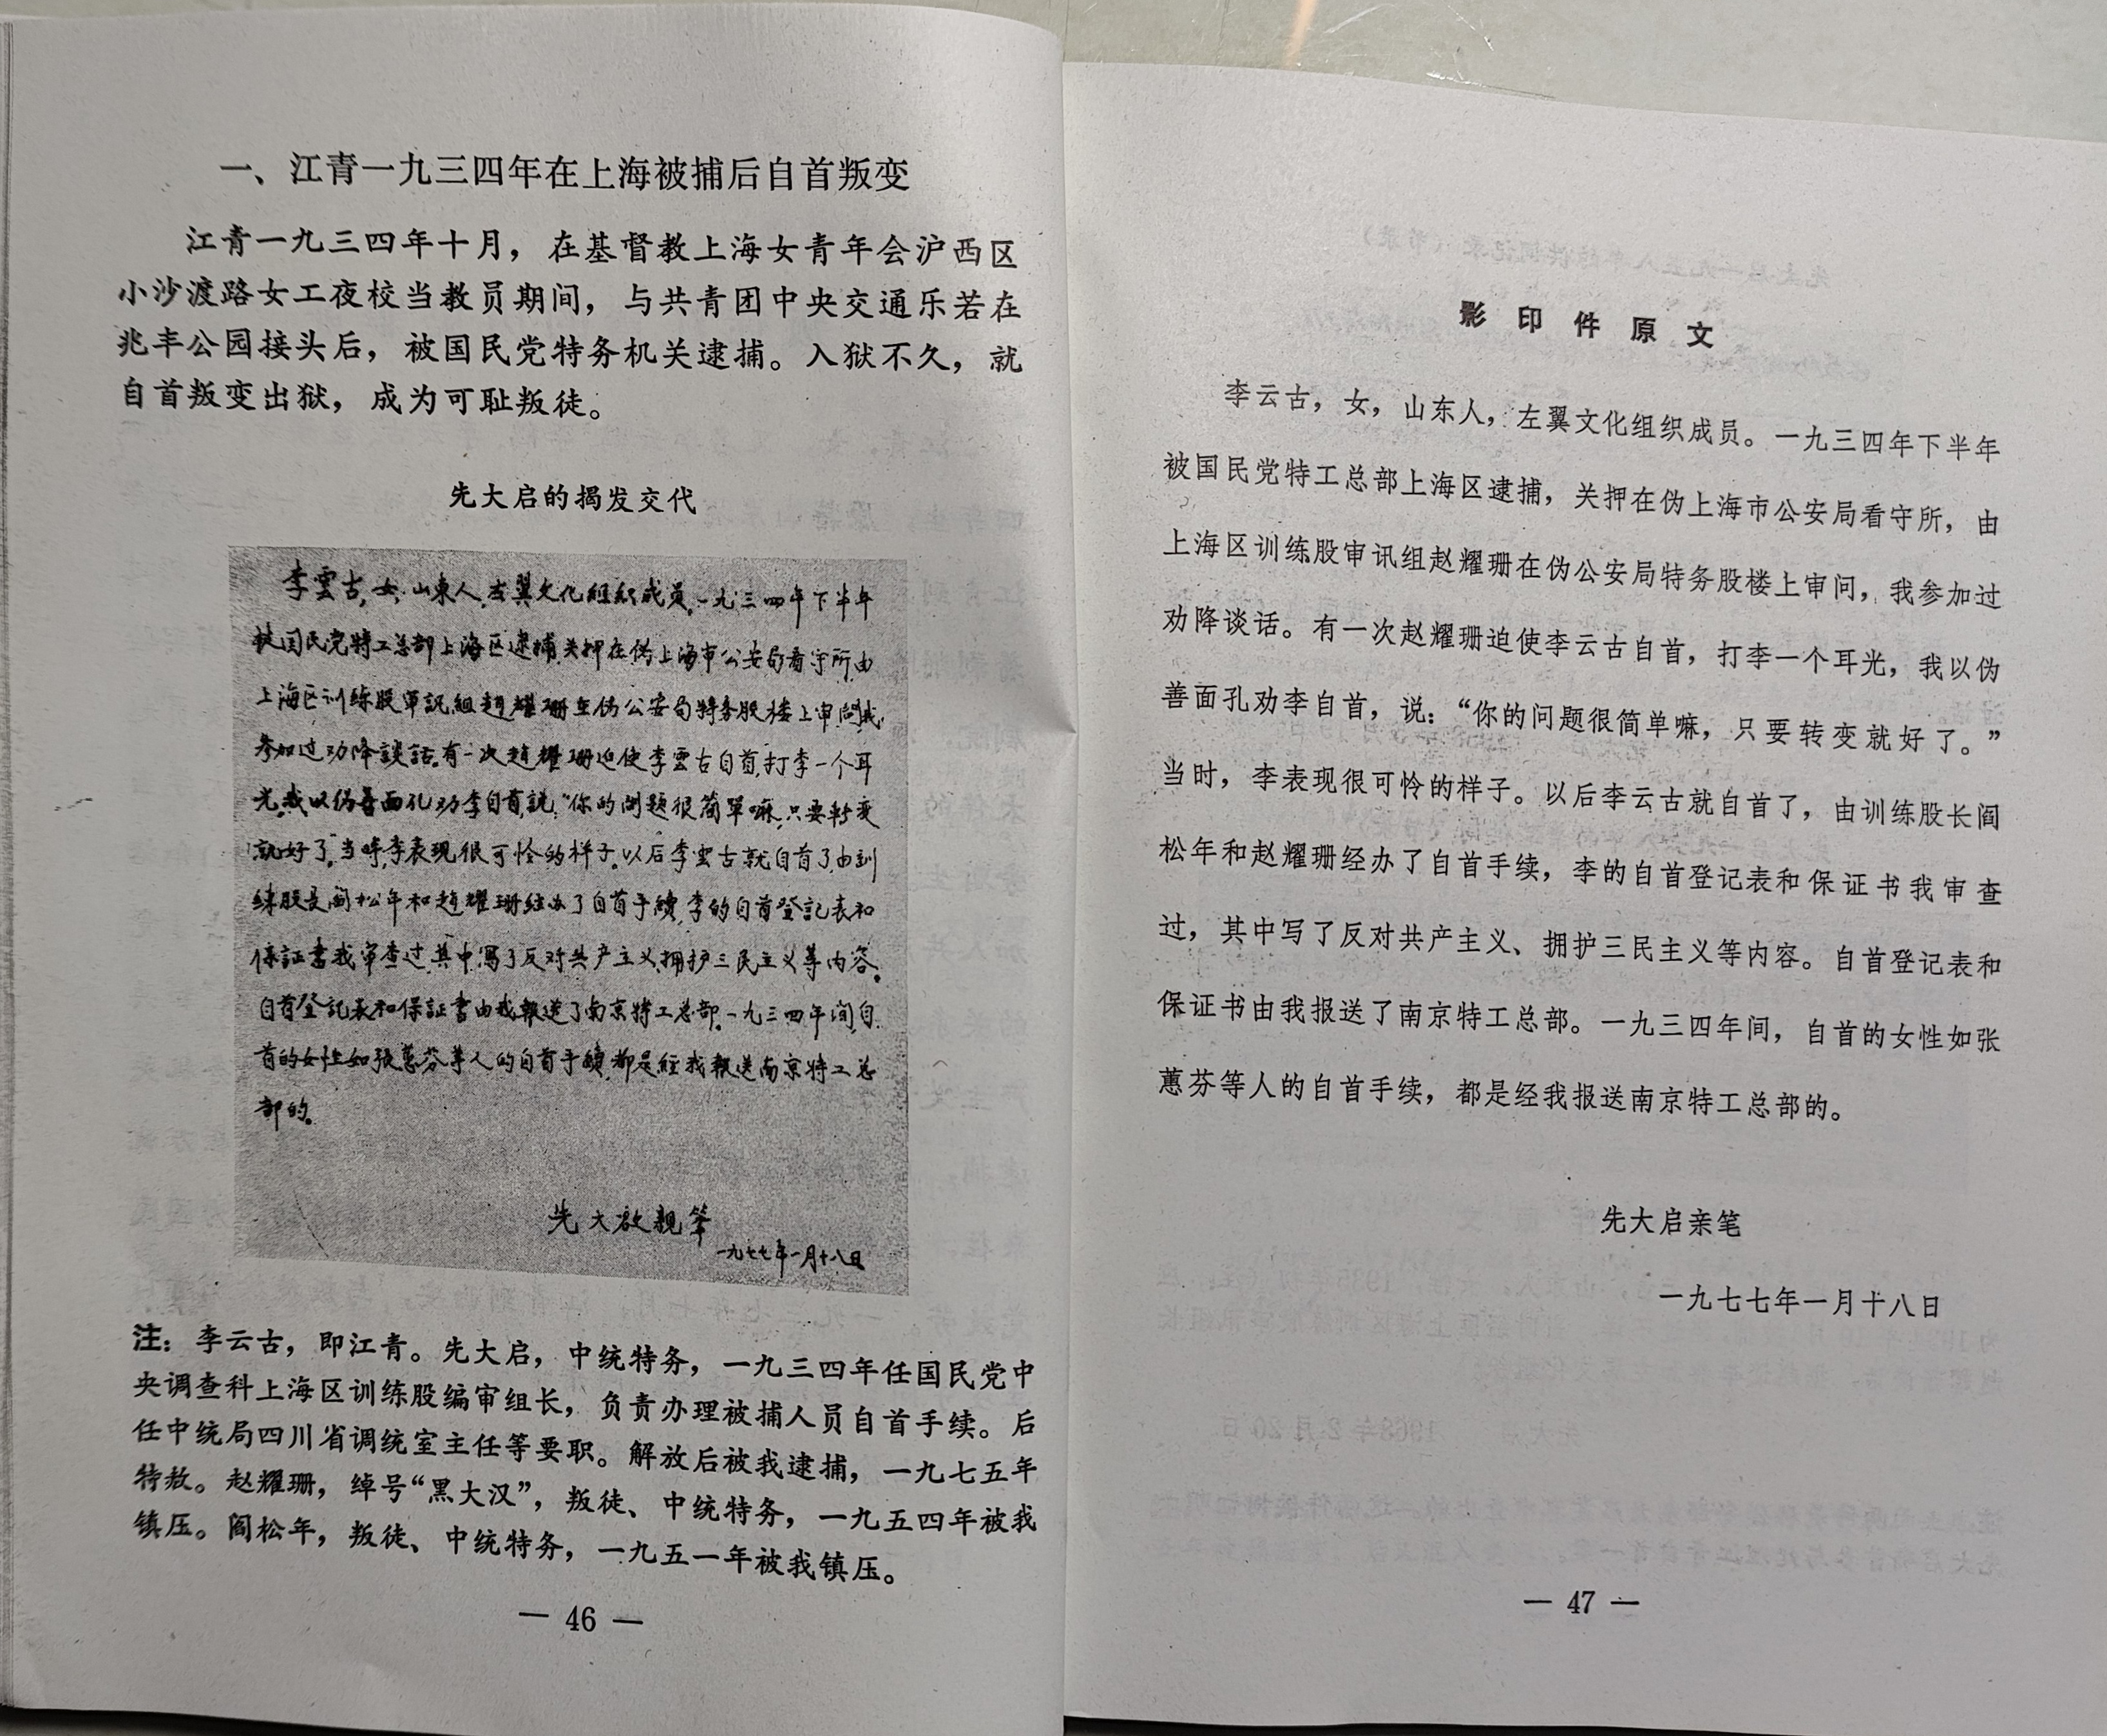 一、江青一九三四年在上海被捕后自首叛变
江青一九三四年十月，在基督教上海女青年会沪西区
小沙渡路女工夜校当教员期间，与共青团中央交通乐若在
兆丰公园接头后，被国民党特务机关逮捕。入狱不久，就
自首叛变出狱，成为可耻叛徒。
先大启的揭发交代
李雲古，女，山東人，左翼文化组织成员，一九三四年下半年
被国民党特工总部上海区逮捕，关押在伪上海市公安局看守所，由
上海区训练股审訊組趙耀珊在伪公安局特务股楼上审问，我
参加过劝降談話。有一次趙耀珊迫使李雲古自首，打李一个耳
光，我以伪善面孔劝李自首，説：“你的问题很简單嘛，只要轉变
就好了。当时，李表现很可怜的样子。以后李雲古就自首了，由訓
练股長阎松年和趙耀珊经办了自首手續，李的自首登記表和
保証書我审查过，其中寫了反对共产主义、拥护三民主义等内容。
自首登記表和保証書由我報送了南京特工总部。一九三四年间，自
首的女性如張蕙芬等人的自首手續，都是經我報送南京特工总
部的。
先大啟親筆
一九七七年一月十八日
注：李云古，即江青。先大启，中统特务，一九三四年任国民党中
央调查科上海区训练股编审组长，负责办理被捕人员自首手续。后
任中统局四川省调统室主任等要职。解放后被我逮捕，一九七五年
特赦。赵耀珊，绰号“黑大汉”，叛徒、中统特务，一九五四年被我
镇压。阎松年，叛徒、中统特务，一九五一年被我镇压。
— 46 —
影印件原文
李云古，女，山东人，左翼文化组织成员。一九三四年下半年
被国民党特工总部上海区逮捕，关押在伪上海市公安局看守所，由
上海区训练股审讯组赵耀珊在伪公安局特务股楼上审问，我参加过
劝降谈话。有一次赵耀珊迫使李云古自首，打李一个耳光，我以伪
善面孔劝李自首，说：“你的问题很简单嘛，只要转变就好了。”
当时，李表现很可怜的样子。以后李云古就自首了，由训练股长阎
松年和赵耀珊经办了自首手续，李的自首登记表和保证书我审查
过，其中写了反对共产主义、拥护三民主义等内容。自首登记表和
保证书由我报送了南京特工总部。一九三四年间，自首的女性如张
蕙芬等人的自首手续，都是经我报送南京特工总部的。
先大启亲笔
一九七七年一月十八日
— 47 —